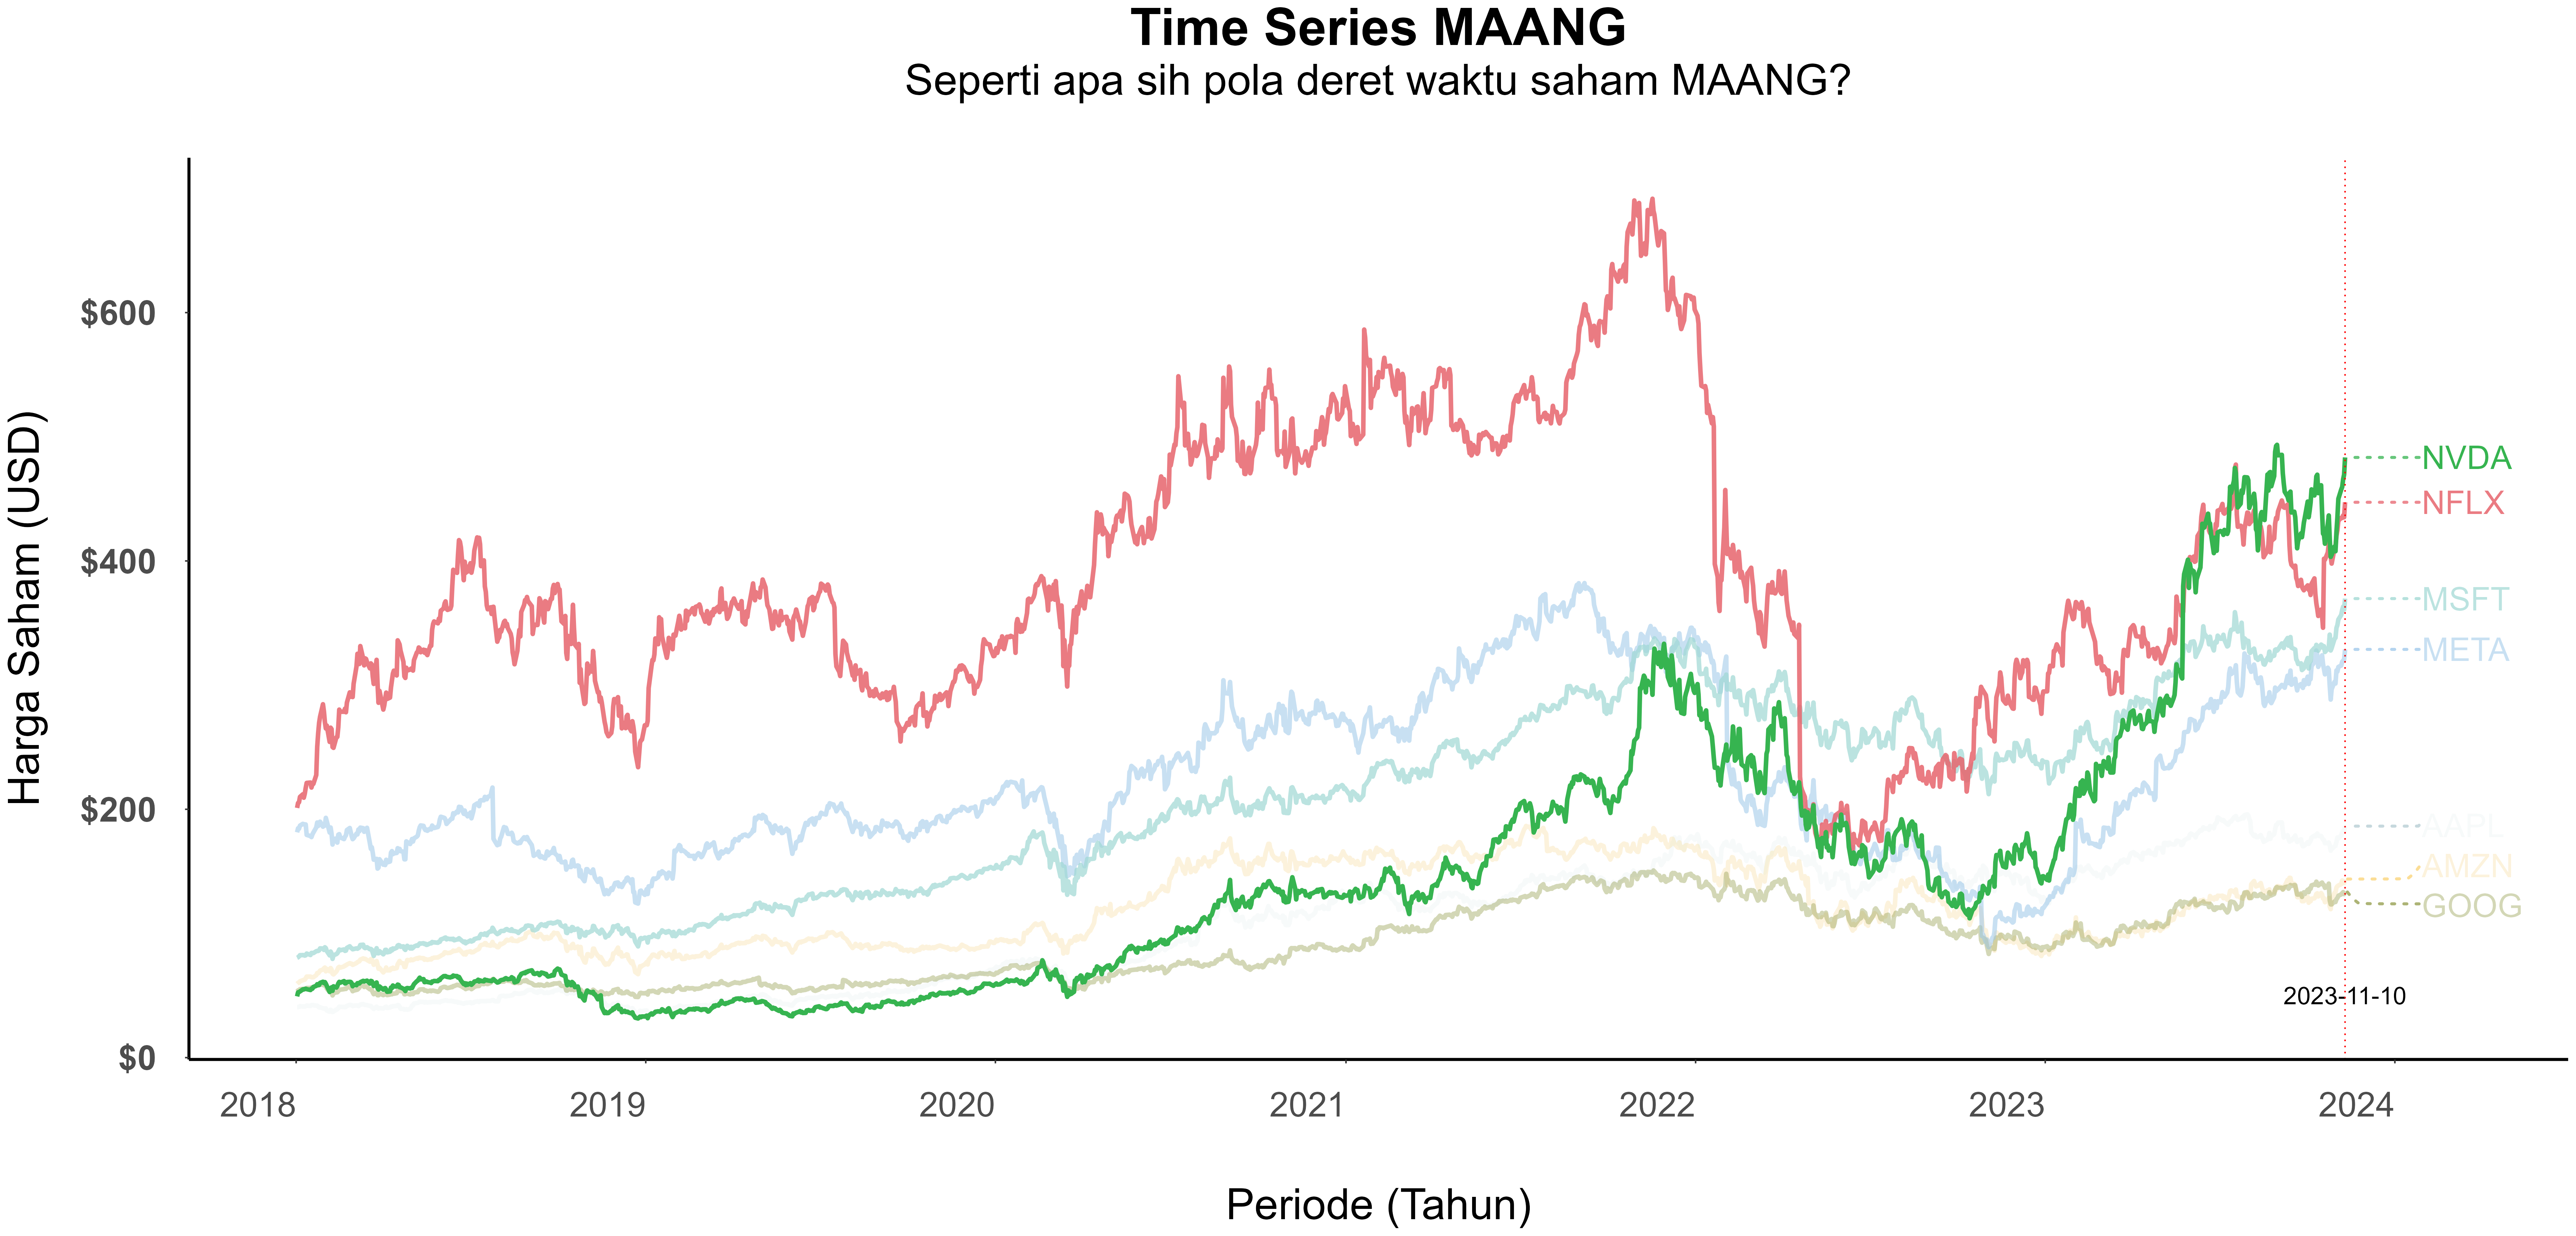 Time Series MAANG
Seperti apa sih pola deret waktu saham MAANG?
Harga Saham (USD)
$600
$400
$200
$0
NVDA
NFLX
MSFT
META
AAPL
AMZN
GOOG
2023-11-10
2018 2019 2020 2021 2022 2023 2024
Periode (Tahun)